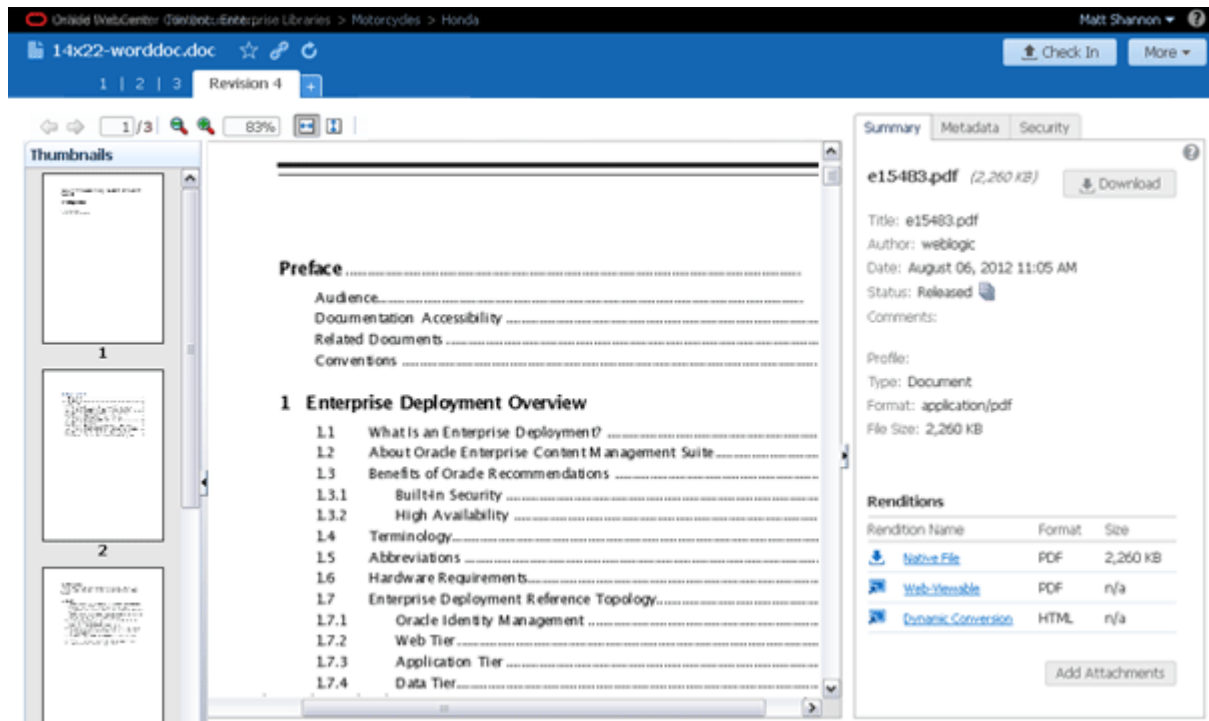 Enterprise Libraries > Motorcycles > Honda
Matt Shannon
14x22-worddoc.doc
Check In
More
1 | 2 | 3 Revision 4 +
1 /3 83%
Thumbnails
1
2
Preface
Audience
Documentation Accessibility
Related Documents
Conventions
1 Enterprise Deployment Overview
1.1 What Is an Enterprise Deployment?
1.2 About Oracle Enterprise Content Management Suite
1.3 Benefits of Oracle Recommendations
1.3.1 Built-in Security
1.3.2 High Availability
1.4 Terminology
1.5 Abbreviations
1.6 Hardware Requirements
1.7 Enterprise Deployment Reference Topology
1.7.1 Oracle Identity Management
1.7.2 Web Tier
1.7.3 Application Tier
1.7.4 Data Tier
Summary Metadata Security
e15483.pdf (2,260 KB)
Download
Title: e15483.pdf
Author: weblogic
Date: August 06, 2012 11:05 AM
Status: Released
Comments:
Profile:
Type: Document
Format: application/pdf
File Size: 2,260 KB
Renditions
Rendition Name Format Size
Native File PDF 2,260 KB
Web-Viewable PDF n/a
Dynamic Conversion HTML n/a
Add Attachments